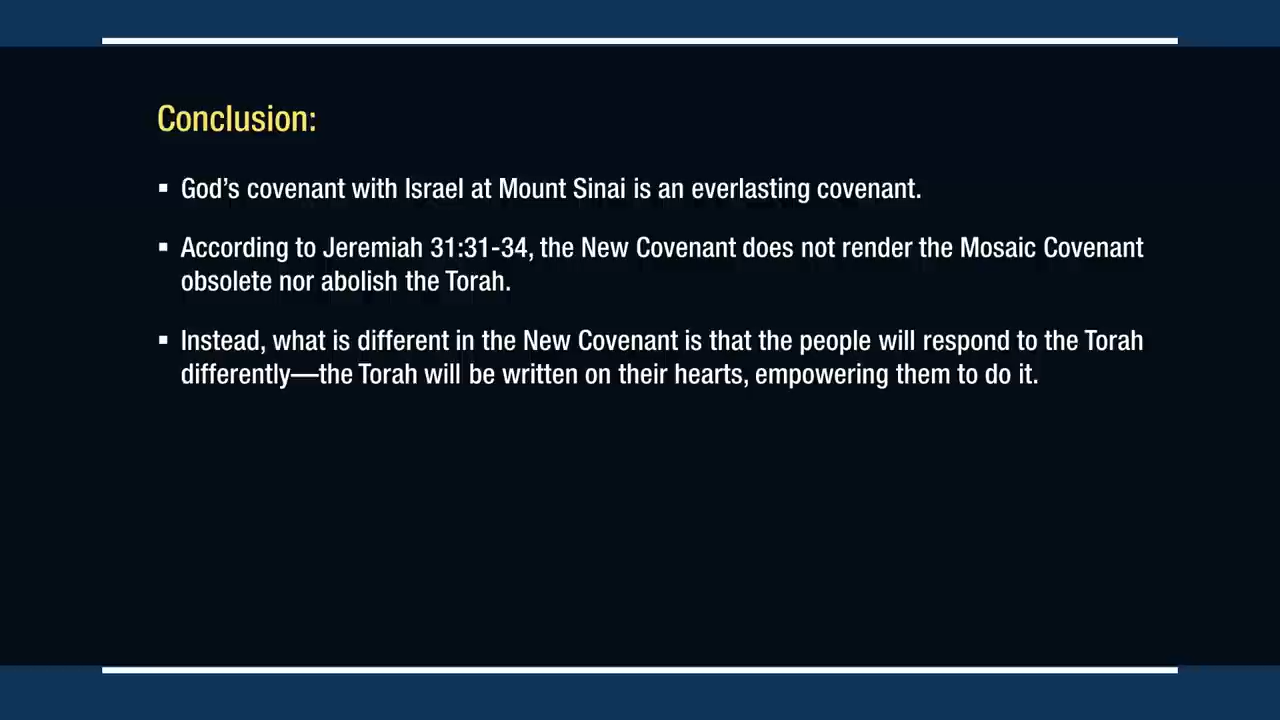 Conclusion:
▪ God’s covenant with Israel at Mount Sinai is an everlasting covenant.
▪ According to Jeremiah 31:31-34, the New Covenant does not render the Mosaic Covenant
obsolete nor abolish the Torah.
▪ Instead, what is different in the New Covenant is that the people will respond to the Torah
differently—the Torah will be written on their hearts, empowering them to do it.